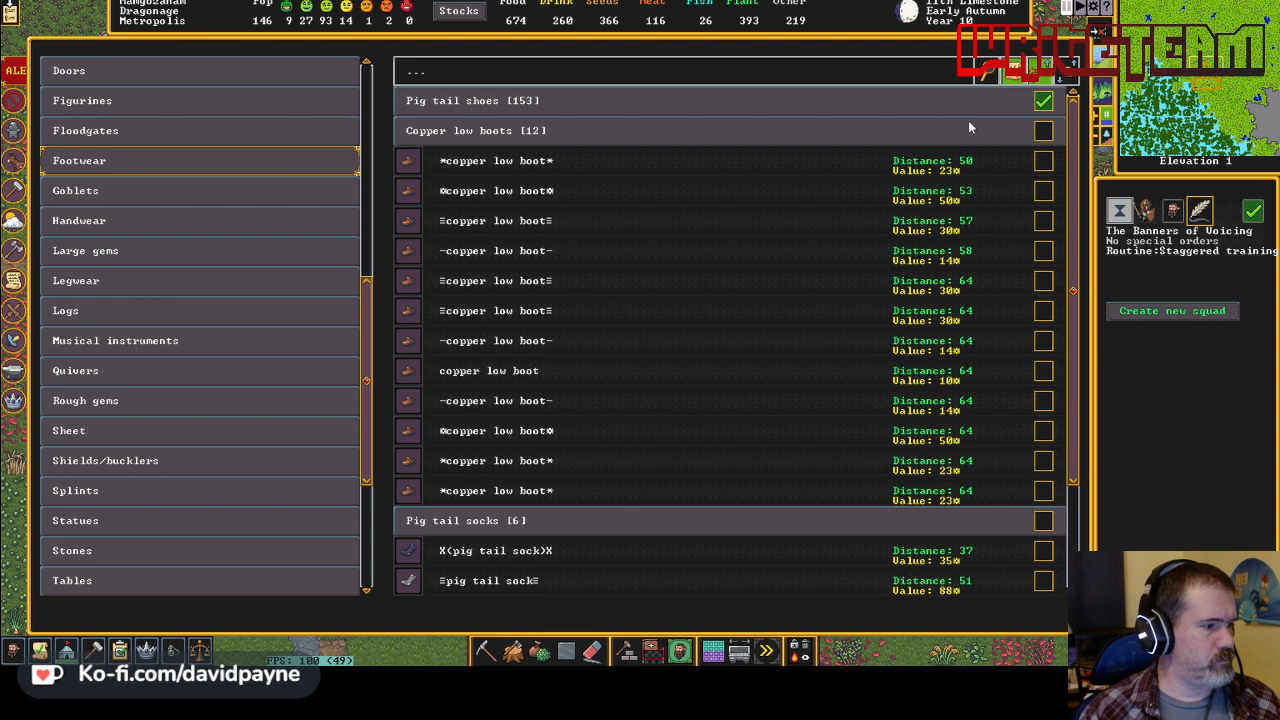 Mamgozanam
Dragonage
Metropolis
Pop
146 9 27 93 14 1 2 0
Stocks
Food Drink Seeds Meat Fish Plant Other
674 260 366 116 26 393 219
11th Limestone
Early Autumn
Year 10
LYRICTEAM
ALE
Doors
Figurines
Floodgates
Footwear
Goblets
Handwear
Large gems
Legwear
Logs
Musical instruments
Quivers
Rough gems
Sheet
Shields/bucklers
Splints
Statues
Stones
Tables
...
Pig tail shoes [153]
Copper low boots [12]
*copper low boot* Distance: 50
Value: 23☼
☼copper low boot☼ Distance: 53
Value: 50☼
≡copper low boot≡ Distance: 57
Value: 30☼
-copper low boot- Distance: 58
Value: 14☼
≡copper low boot≡ Distance: 64
Value: 30☼
≡copper low boot≡ Distance: 64
Value: 30☼
-copper low boot- Distance: 64
Value: 14☼
copper low boot Distance: 64
Value: 10☼
-copper low boot- Distance: 64
Value: 14☼
☼copper low boot☼ Distance: 64
Value: 50☼
*copper low boot* Distance: 64
Value: 23☼
*copper low boot* Distance: 64
Value: 23☼
Pig tail socks [6]
X(pig tail sock)X Distance: 37
Value: 35☼
≡pig tail sock≡ Distance: 51
Value: 88☼
Elevation 1
The Banners of Voicing
No special orders
Routine:Staggered training
Create new squad
FPS: 100 (49)
Ko-fi.com/davidpayne